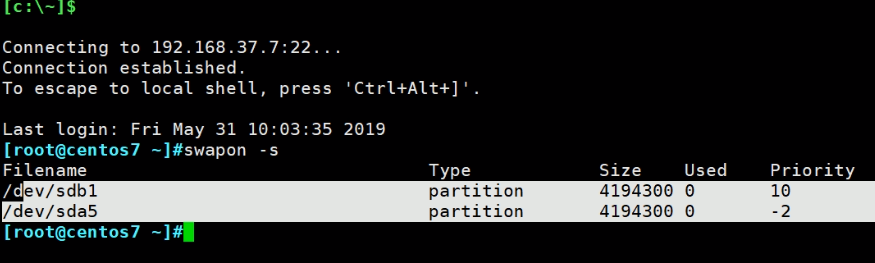 [c:\~]$
Connecting to 192.168.37.7:22...
Connection established.
To escape to local shell, press 'Ctrl+Alt+]'.
Last login: Fri May 31 10:03:35 2019
[root@centos7 ~]#swapon -s
Filename Type Size Used Priority
/dev/sdb1 partition 4194300 0 10
/dev/sda5 partition 4194300 0 -2
[root@centos7 ~]#